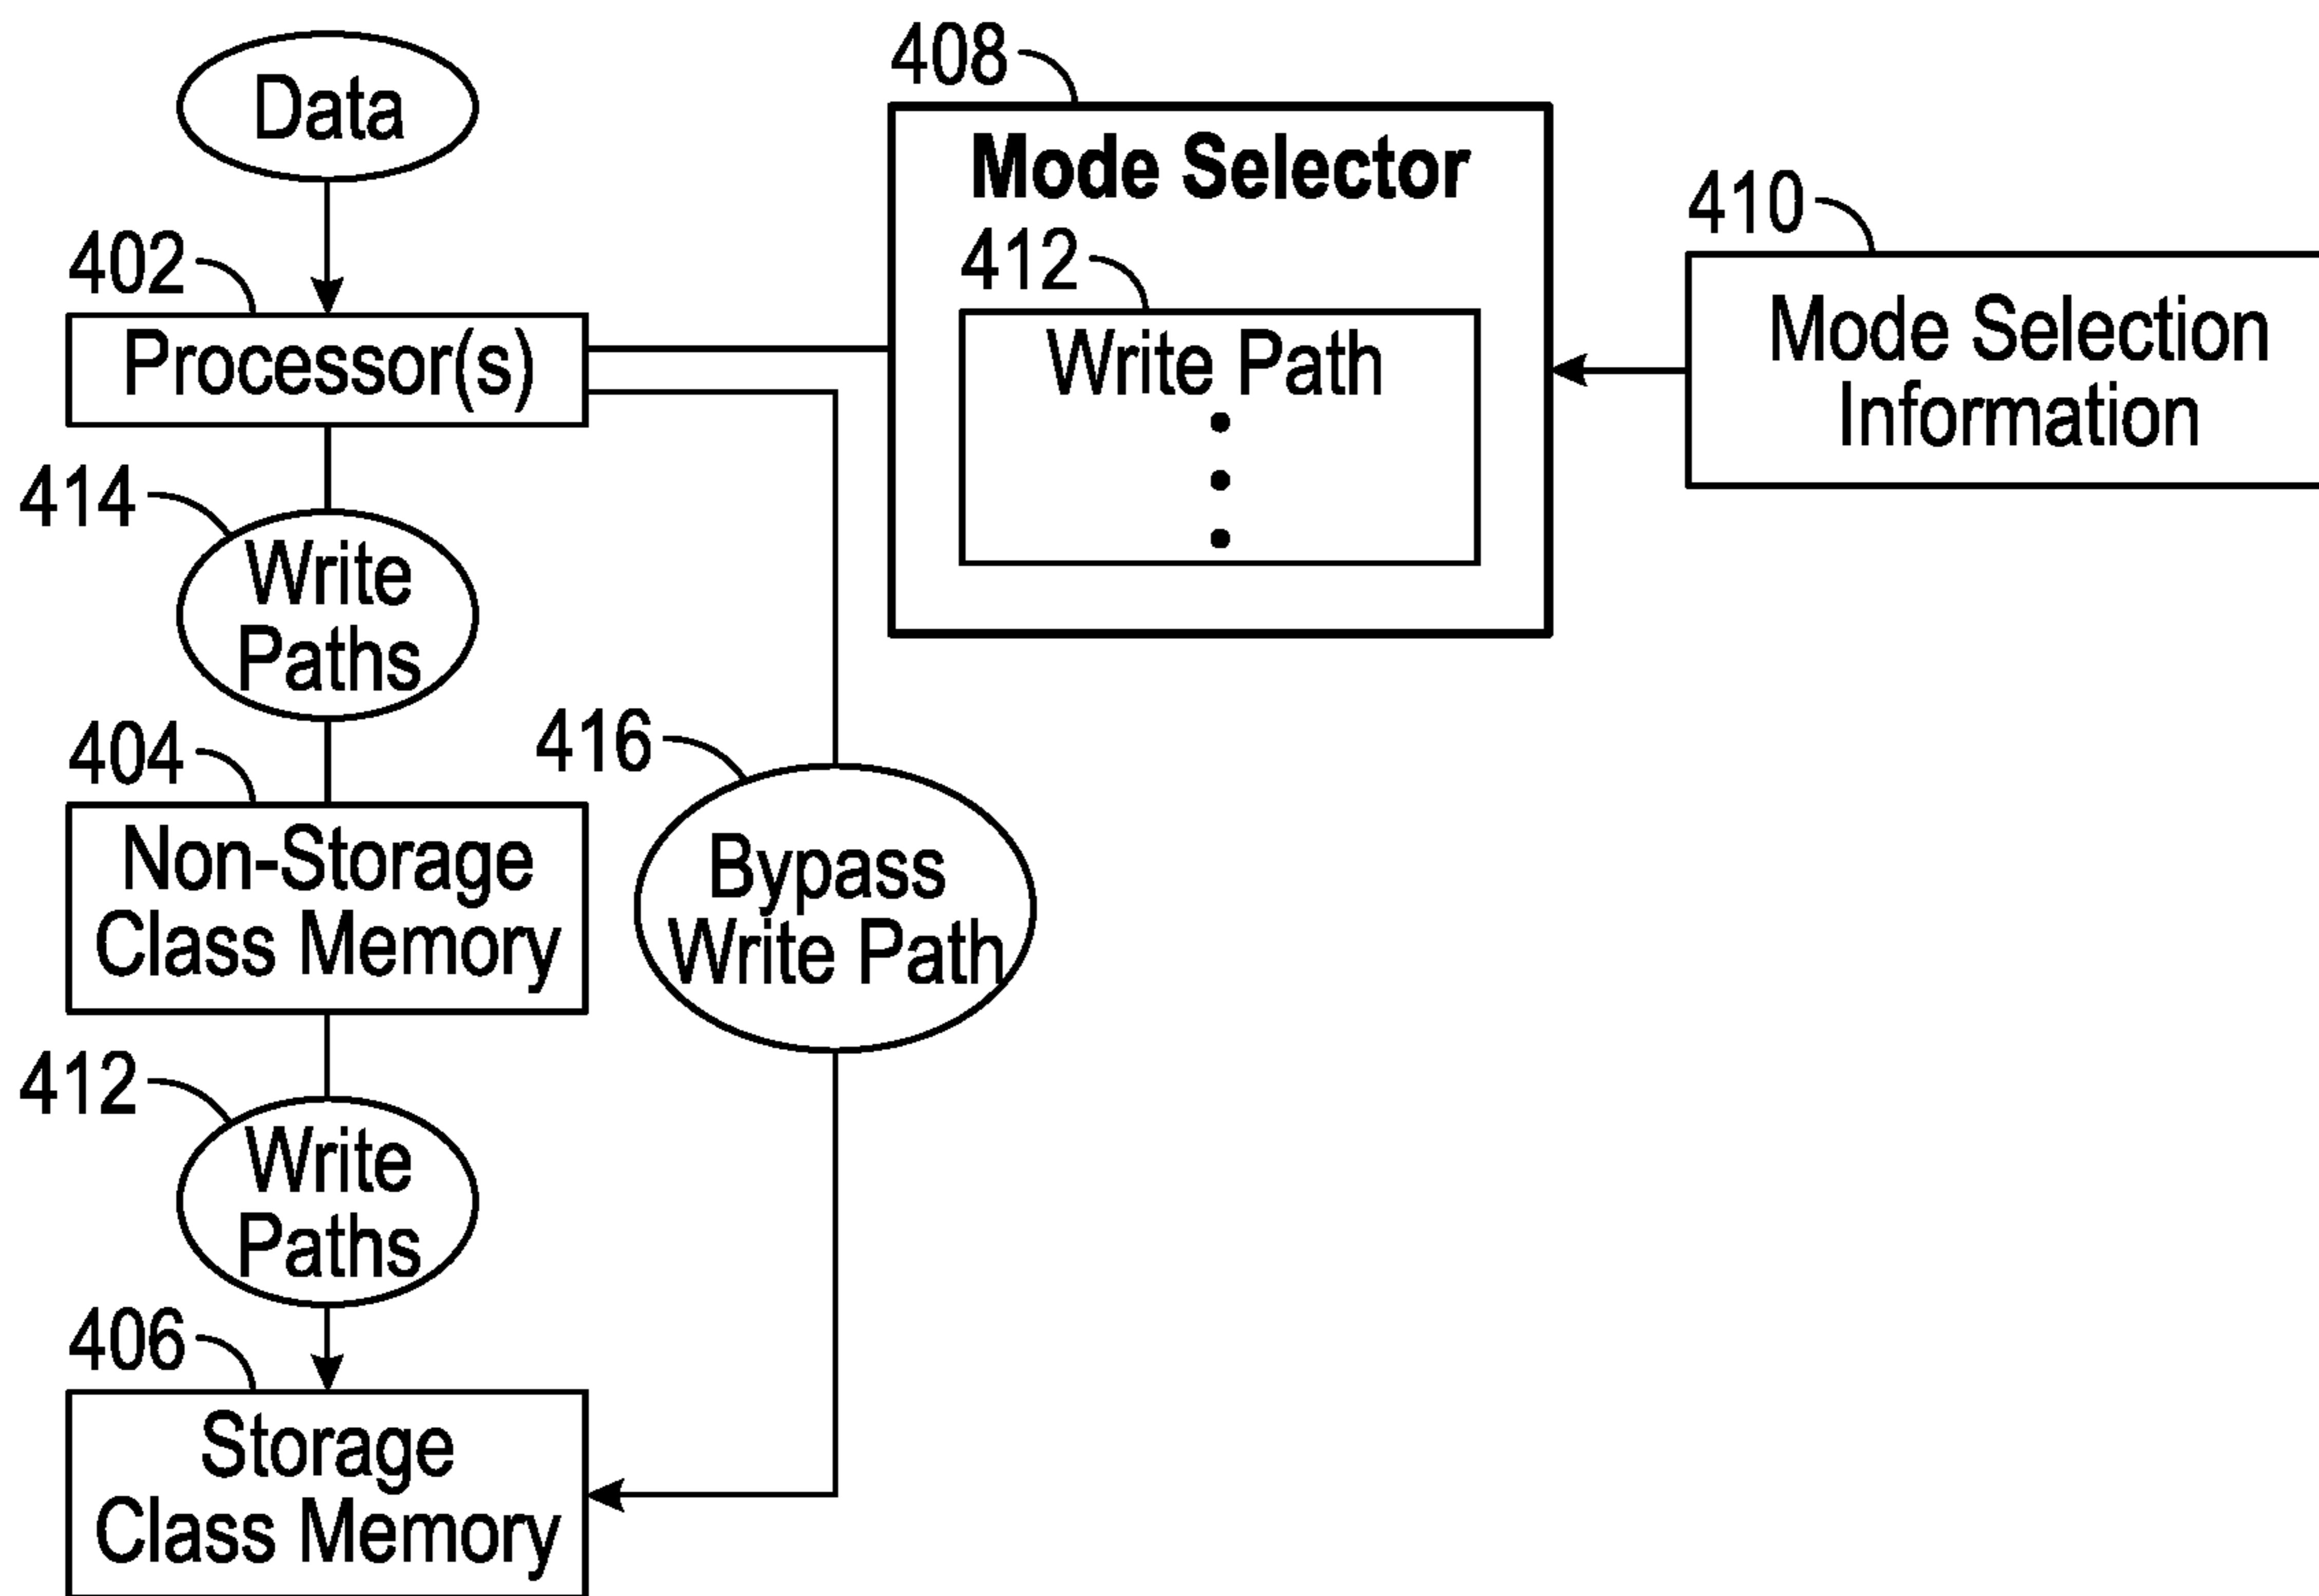 Data
408
Mode Selector
412
Write Path
410
Mode Selection
Information
402
Processor(s)
414
Write
Paths
404
Non-Storage
Class Memory
416
Bypass
Write Path
412
Write
Paths
406
Storage
Class Memory